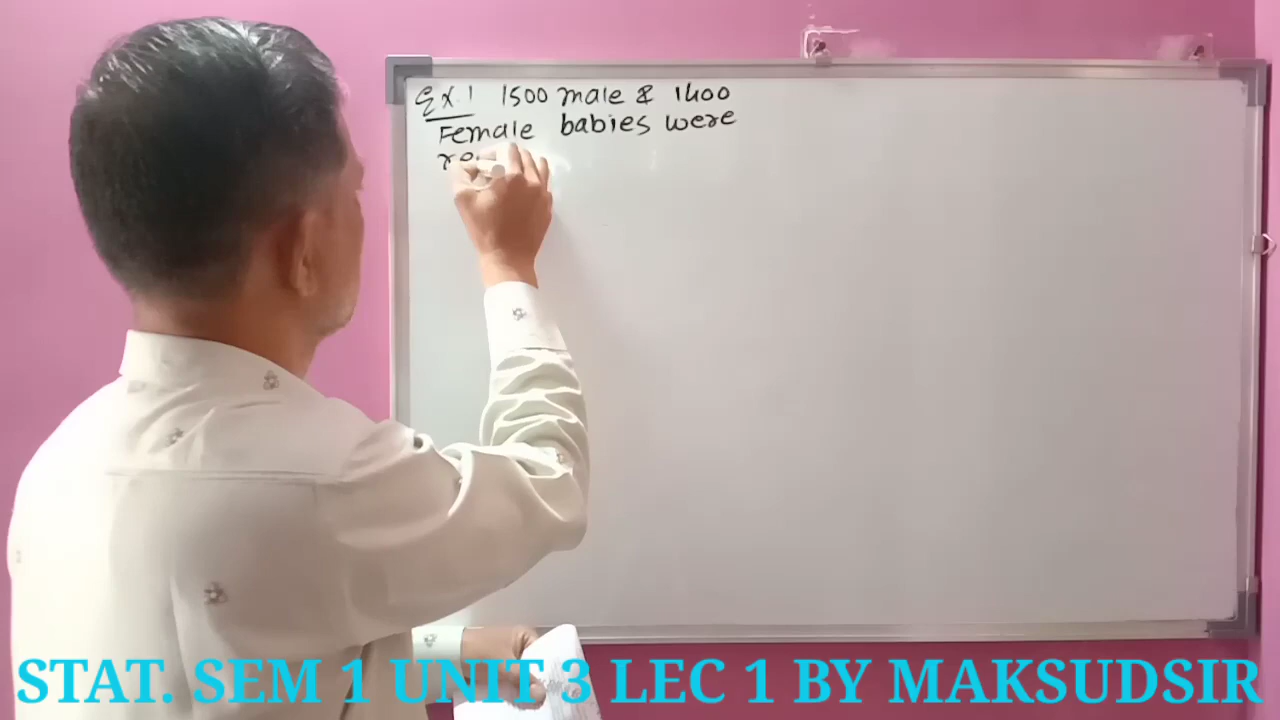 Ex.1 1500 male & 1400
Female babies were
STAT. SEM 1 UNIT 3 LEC 1 BY MAKSUDSIR